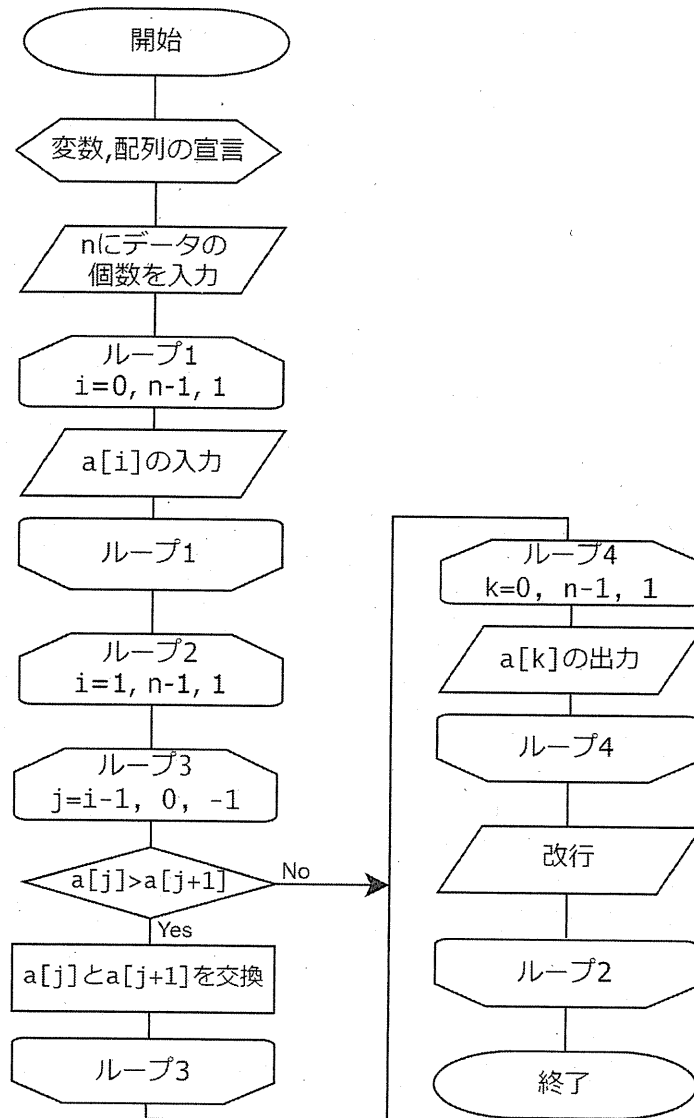 開始
変数,配列の宣言
nにデータの
個数を入力
ループ1
i=0, n-1, 1
a[i]の入力
ループ1
ループ2
i=1, n-1, 1
ループ3
j=i-1, 0, -1
a[j]>a[j+1]
No
Yes
a[j]とa[j+1]を交換
ループ3
ループ4
k=0, n-1, 1
a[k]の出力
ループ4
改行
ループ2
終了